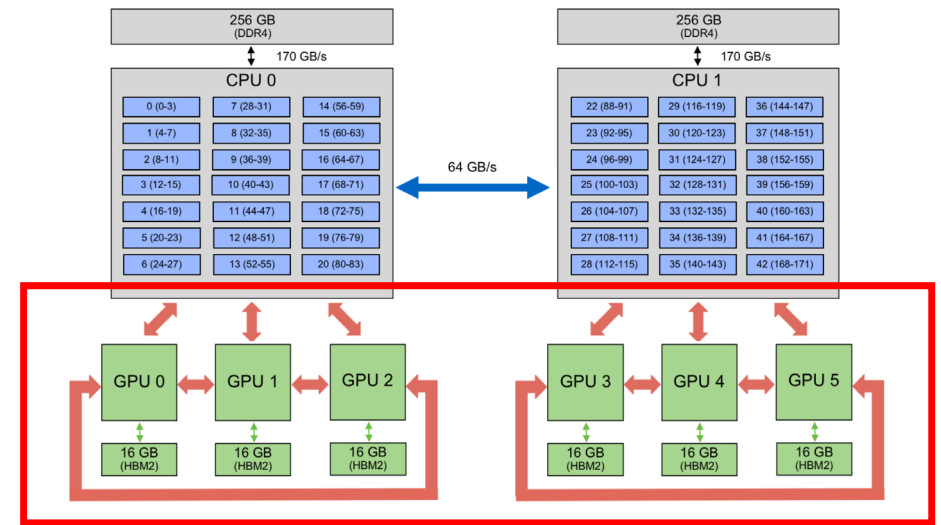 256 GB
(DDR4)
256 GB
(DDR4)
170 GB/s
170 GB/s
CPU 0
CPU 1
0 (0-3)
7 (28-31)
14 (56-59)
1 (4-7)
8 (32-35)
15 (60-63)
2 (8-11)
9 (36-39)
16 (64-67)
3 (12-15)
10 (40-43)
17 (68-71)
4 (16-19)
11 (44-47)
18 (72-75)
5 (20-23)
12 (48-51)
19 (76-79)
6 (24-27)
13 (52-55)
20 (80-83)
64 GB/s
22 (88-91)
29 (116-119)
36 (144-147)
23 (92-95)
30 (120-123)
37 (148-151)
24 (96-99)
31 (124-127)
38 (152-155)
25 (100-103)
32 (128-131)
39 (156-159)
26 (104-107)
33 (132-135)
40 (160-163)
27 (108-111)
34 (136-139)
41 (164-167)
28 (112-115)
35 (140-143)
42 (168-171)
GPU 0
GPU 1
GPU 2
GPU 3
GPU 4
GPU 5
16 GB
(HBM2)
16 GB
(HBM2)
16 GB
(HBM2)
16 GB
(HBM2)
16 GB
(HBM2)
16 GB
(HBM2)